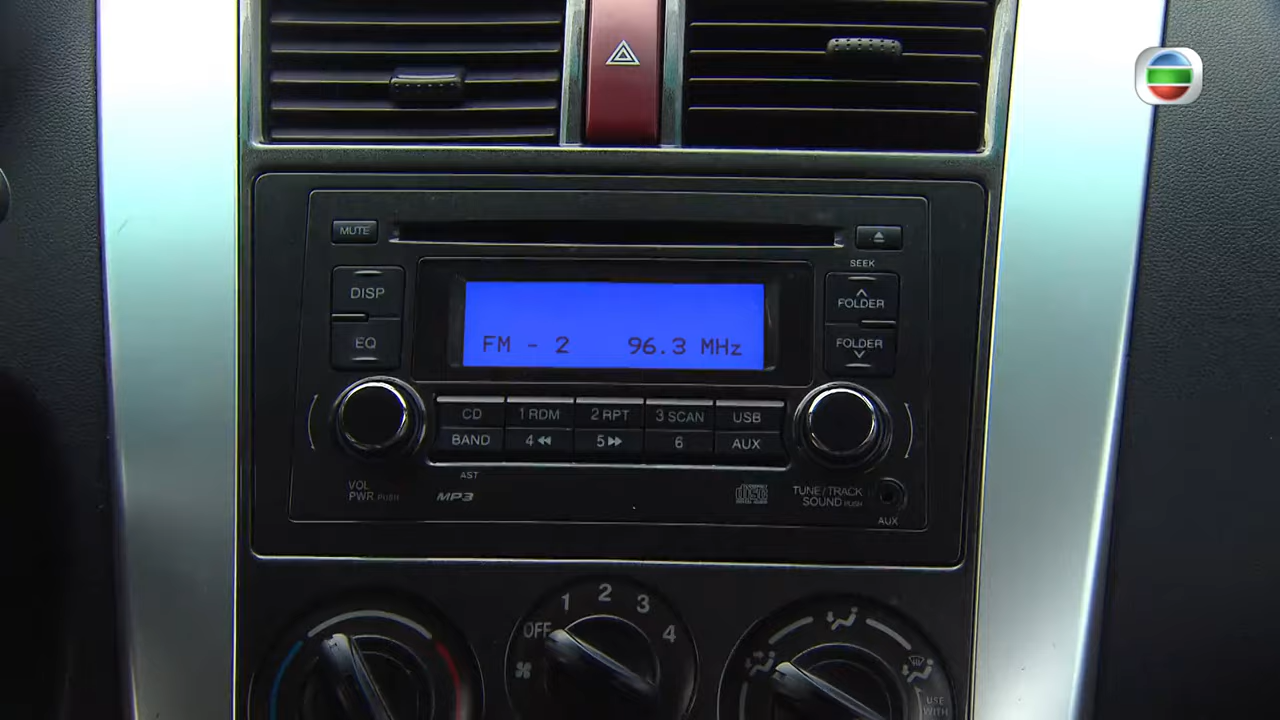 MUTE
SEEK
DISP
FOLDER
EQ
FOLDER
FM - 2 96.3 MHz
CD 1 RDM 2 RPT 3 SCAN USB
BAND 4 5 6 AUX
AST
VOL
PWR PUSH
MP3
TUNE/TRACK
SOUND PUSH
AUX
1 2 3 4
OFF
USE
WITH